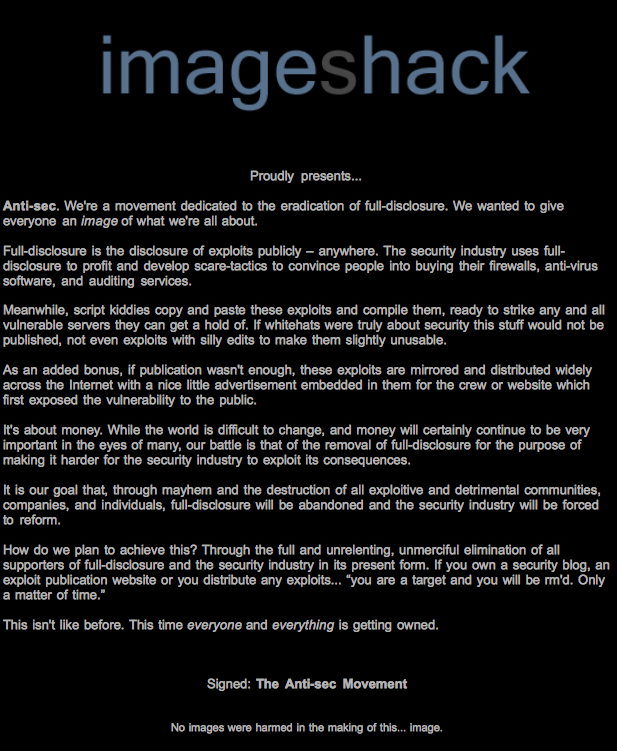 imageshack
Proudly presents...
Anti-sec. We're a movement dedicated to the eradication of full-disclosure. We wanted to give
everyone an image of what we're all about.
Full-disclosure is the disclosure of exploits publicly – anywhere. The security industry uses full-
disclosure to profit and develop scare-tactics to convince people into buying their firewalls, anti-virus
software, and auditing services.
Meanwhile, script kiddies copy and paste these exploits and compile them, ready to strike any and all
vulnerable servers they can get a hold of. If whitehats were truly about security this stuff would not be
published, not even exploits with silly edits to make them slightly unusable.
As an added bonus, if publication wasn't enough, these exploits are mirrored and distributed widely
across the Internet with a nice little advertisement embedded in them for the crew or website which
first exposed the vulnerability to the public.
It's about money. While the world is difficult to change, and money will certainly continue to be very
important in the eyes of many, our battle is that of the removal of full-disclosure for the purpose of
making it harder for the security industry to exploit its consequences.
It is our goal that, through mayhem and the destruction of all exploitive and detrimental communities,
companies, and individuals, full-disclosure will be abandoned and the security industry will be forced
to reform.
How do we plan to achieve this? Through the full and unrelenting, unmerciful elimination of all
supporters of full-disclosure and the security industry in its present form. If you own a security blog, an
exploit publication website or you distribute any exploits... “you are a target and you will be rm'd. Only
a matter of time.”
This isn't like before. This time everyone and everything is getting owned.
Signed: The Anti-sec Movement
No images were harmed in the making of this... image.